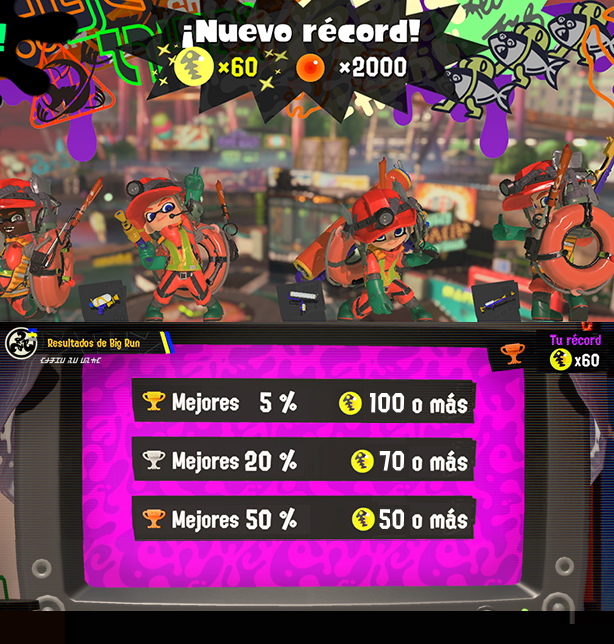 ¡Nuevo récord!
×60 ×2000
Resultados de Big Run
Tu récord
x60
Mejores 5 % 100 o más
Mejores 20 % 70 o más
Mejores 50 % 50 o más